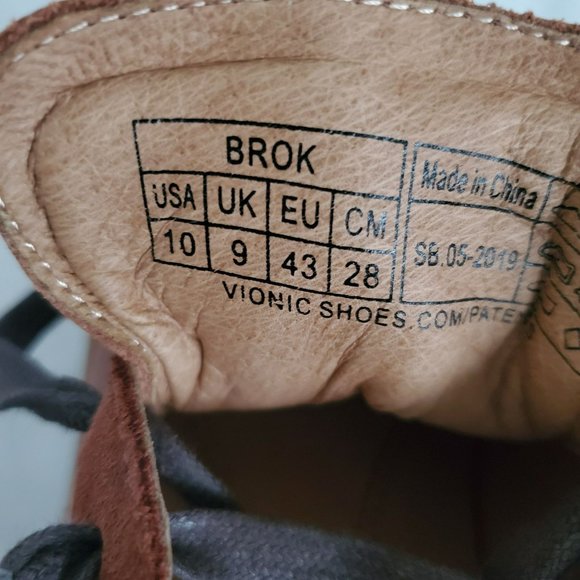 BROK
USA UK EU CM
10 9 43 28
Made in China
SB.05-2019
VIONIC SHOES.COM/PATE